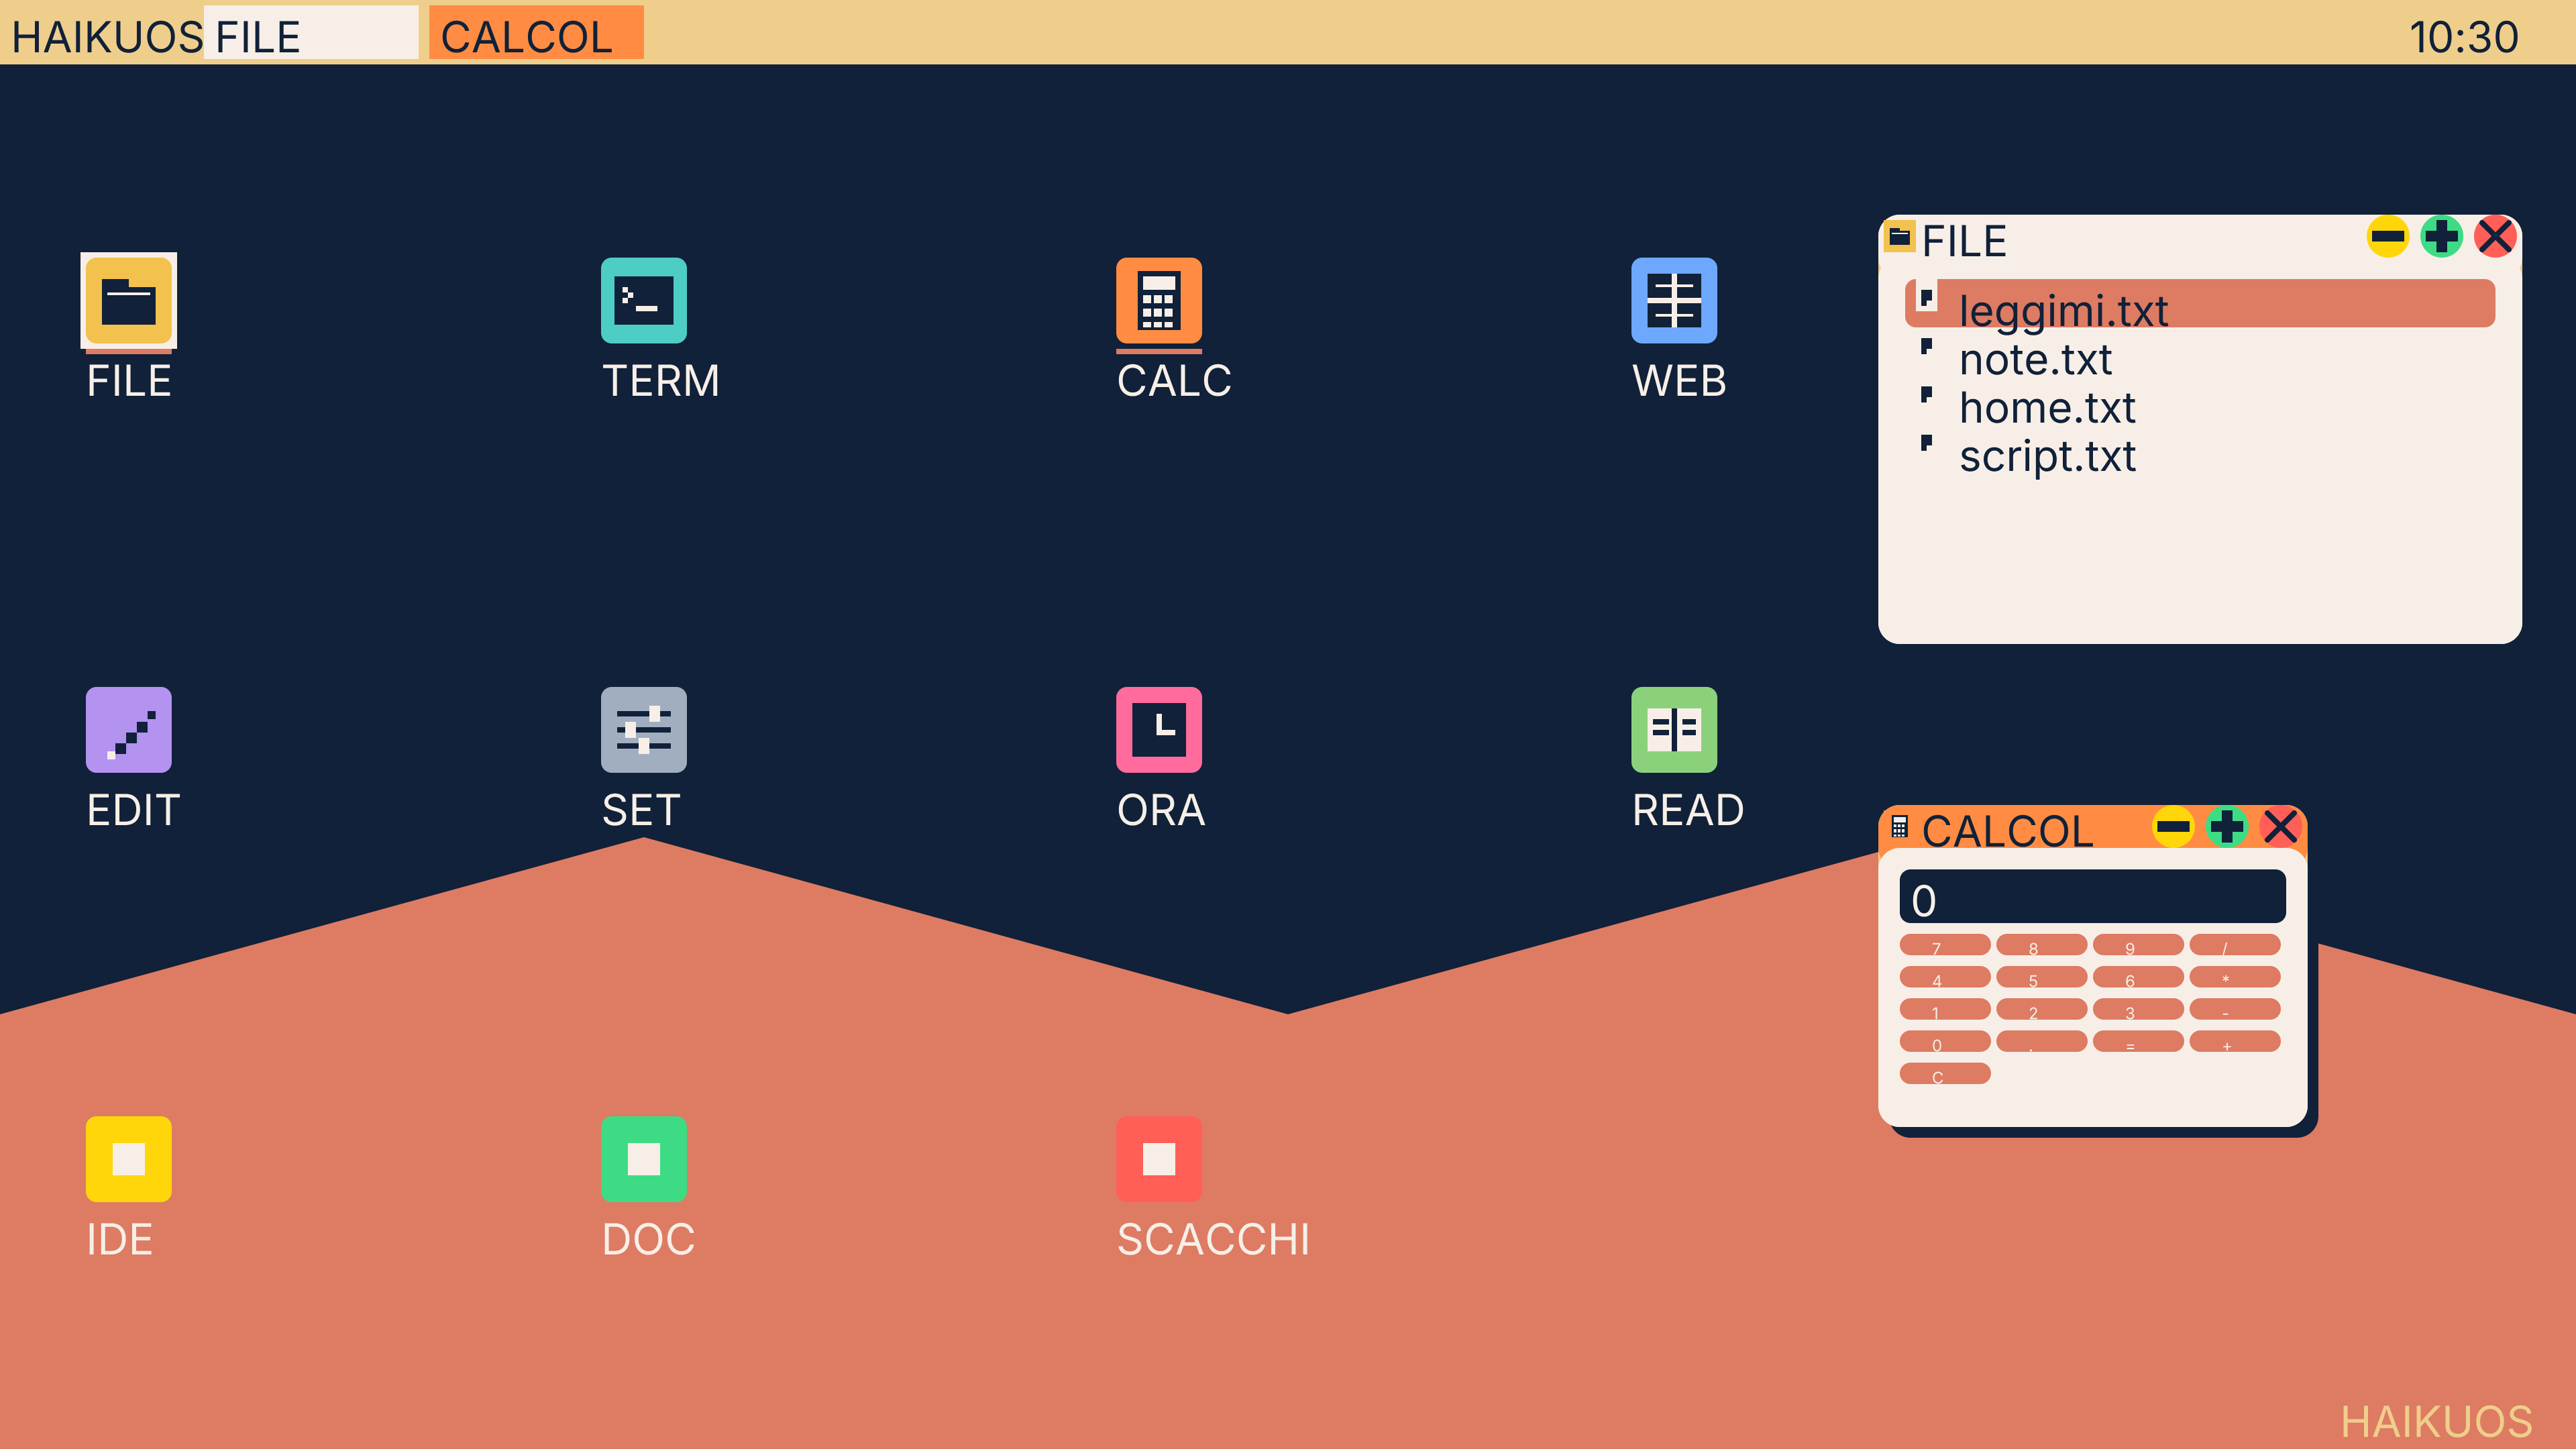 HAIKUOS FILE CALCOL 10:30
FILE
TERM
CALC
WEB
FILE
leggimi.txt
note.txt
home.txt
script.txt
EDIT
SET
ORA
READ
CALCOL
0
7 8 9 /
4 5 6 *
1 2 3 -
0 . = +
C
IDE
DOC
SCACCHI
HAIKUOS